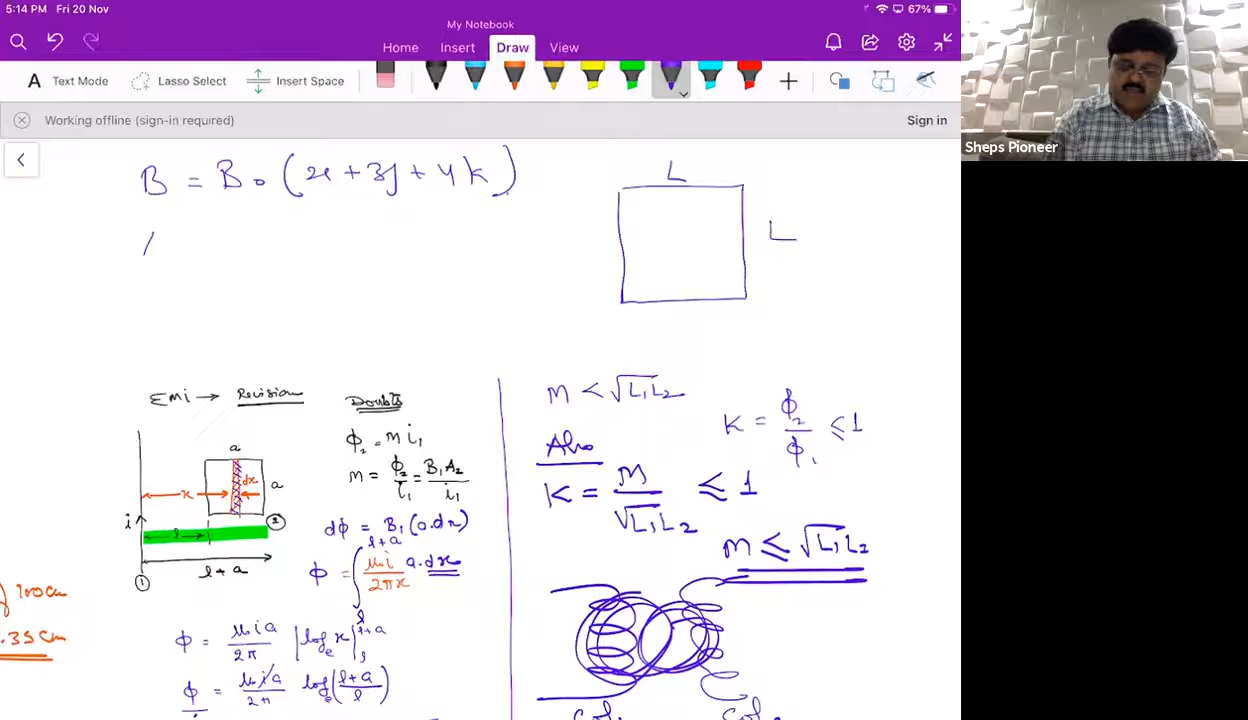 5:14 PM Fri 20 Nov
67%
My Notebook
Home Insert Draw View
A Text Mode Lasso Select Insert Space
Working offline (sign-in required)
Sign in
Sheps Pioneer
B = B₀ (2i + 3j + 4k)
L
L
EMI → Revision
Doubts
a
a
dx
x
i
l
l + a
1
2
ϕ₂ = m i₁
m = ϕ₂/i₁ = B₁A₂/i₁
dϕ = B₁ (a.dx)
ϕ = ∫ₗ^(l+a) μ₀i/2πx a.dx
ϕ = μ₀ia/2π |logₑ x|ₗ^(l+a)
ϕ/i = μ₀ia/2π logₑ((l+a)/l)
100cm
.35cm
m < √L₁L₂
Also
K = ϕ₂/ϕ₁ ≤ 1
K = M/√L₁L₂ ≤ 1
m ≤ √L₁L₂